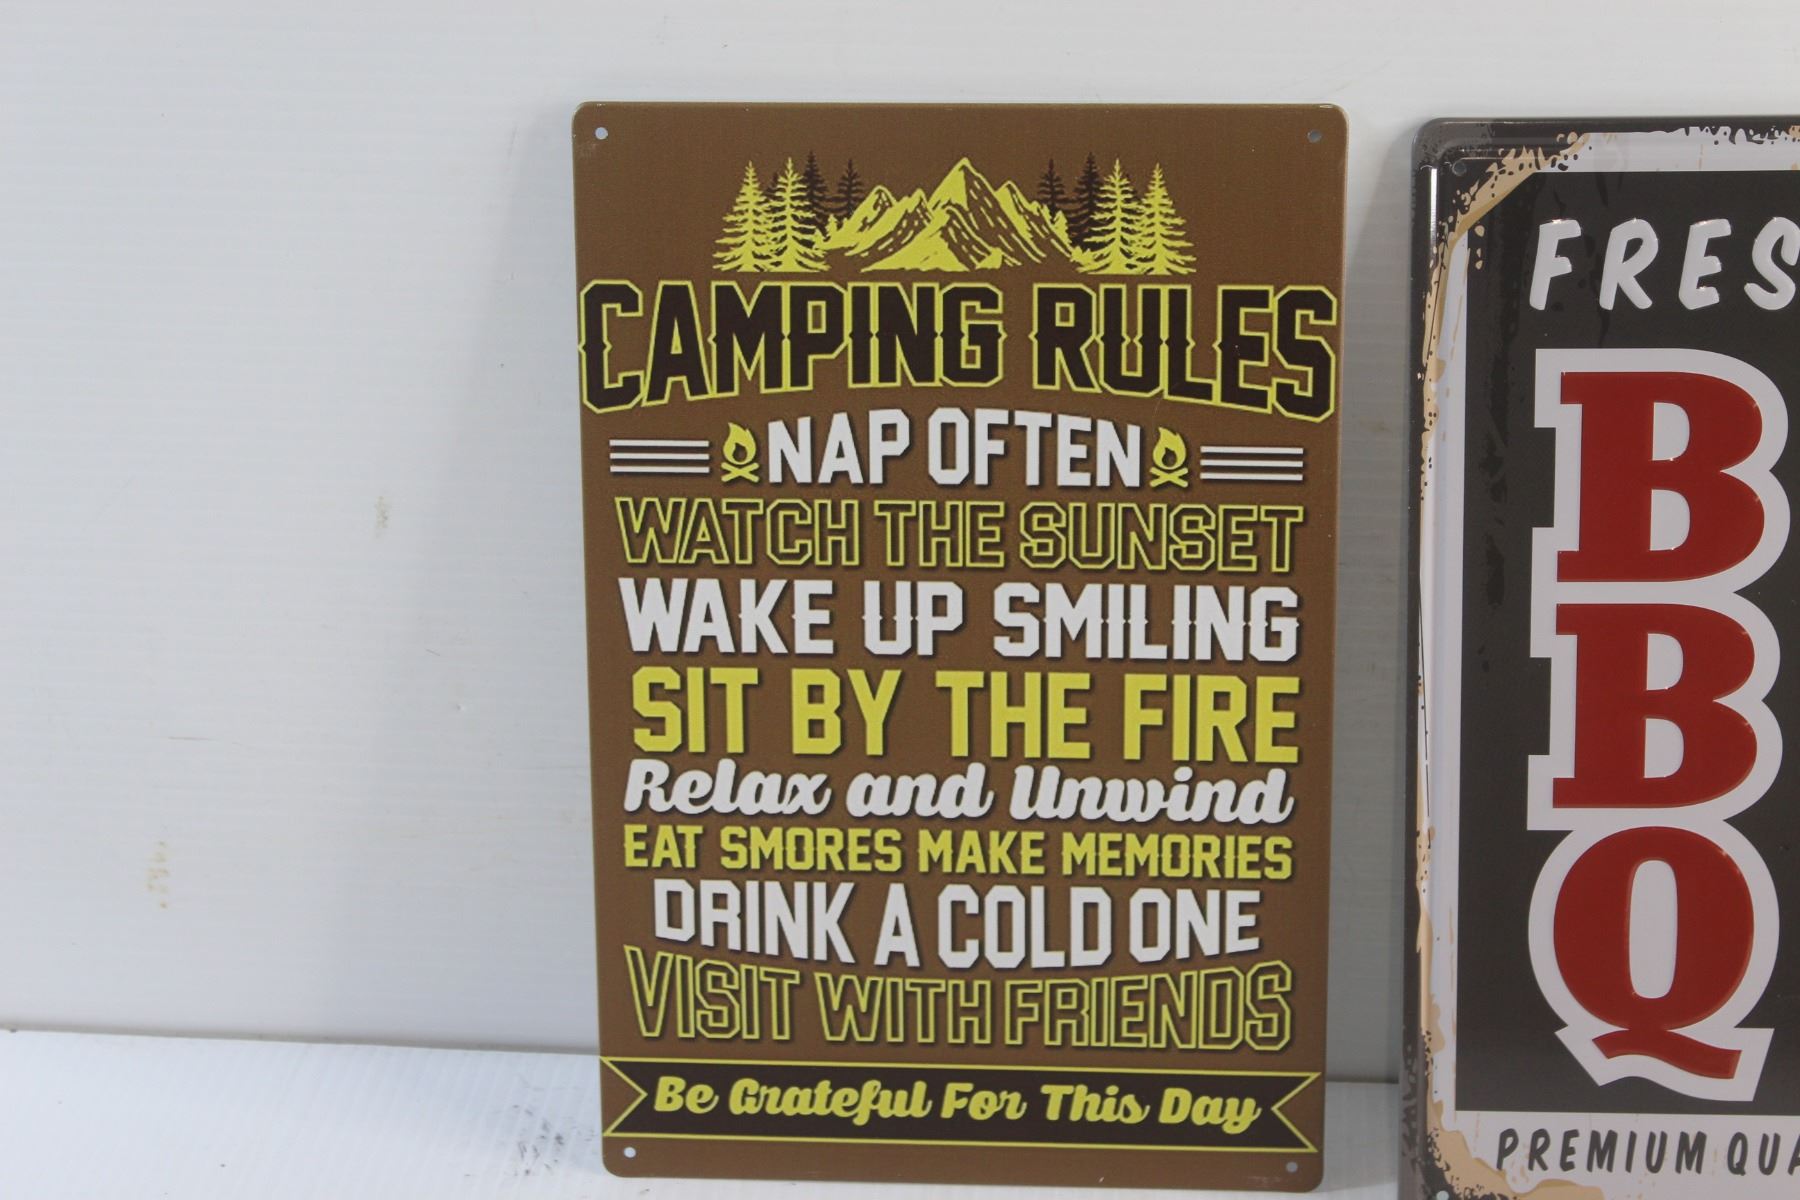 CAMPING RULES
NAP OFTEN
WATCH THE SUNSET
WAKE UP SMILING
SIT BY THE FIRE
Relax and Unwind
EAT SMORES MAKE MEMORIES
DRINK A COLD ONE
VISIT WITH FRIENDS
Be Grateful For This Day
FRES
BBQ
PREMIUM QUA